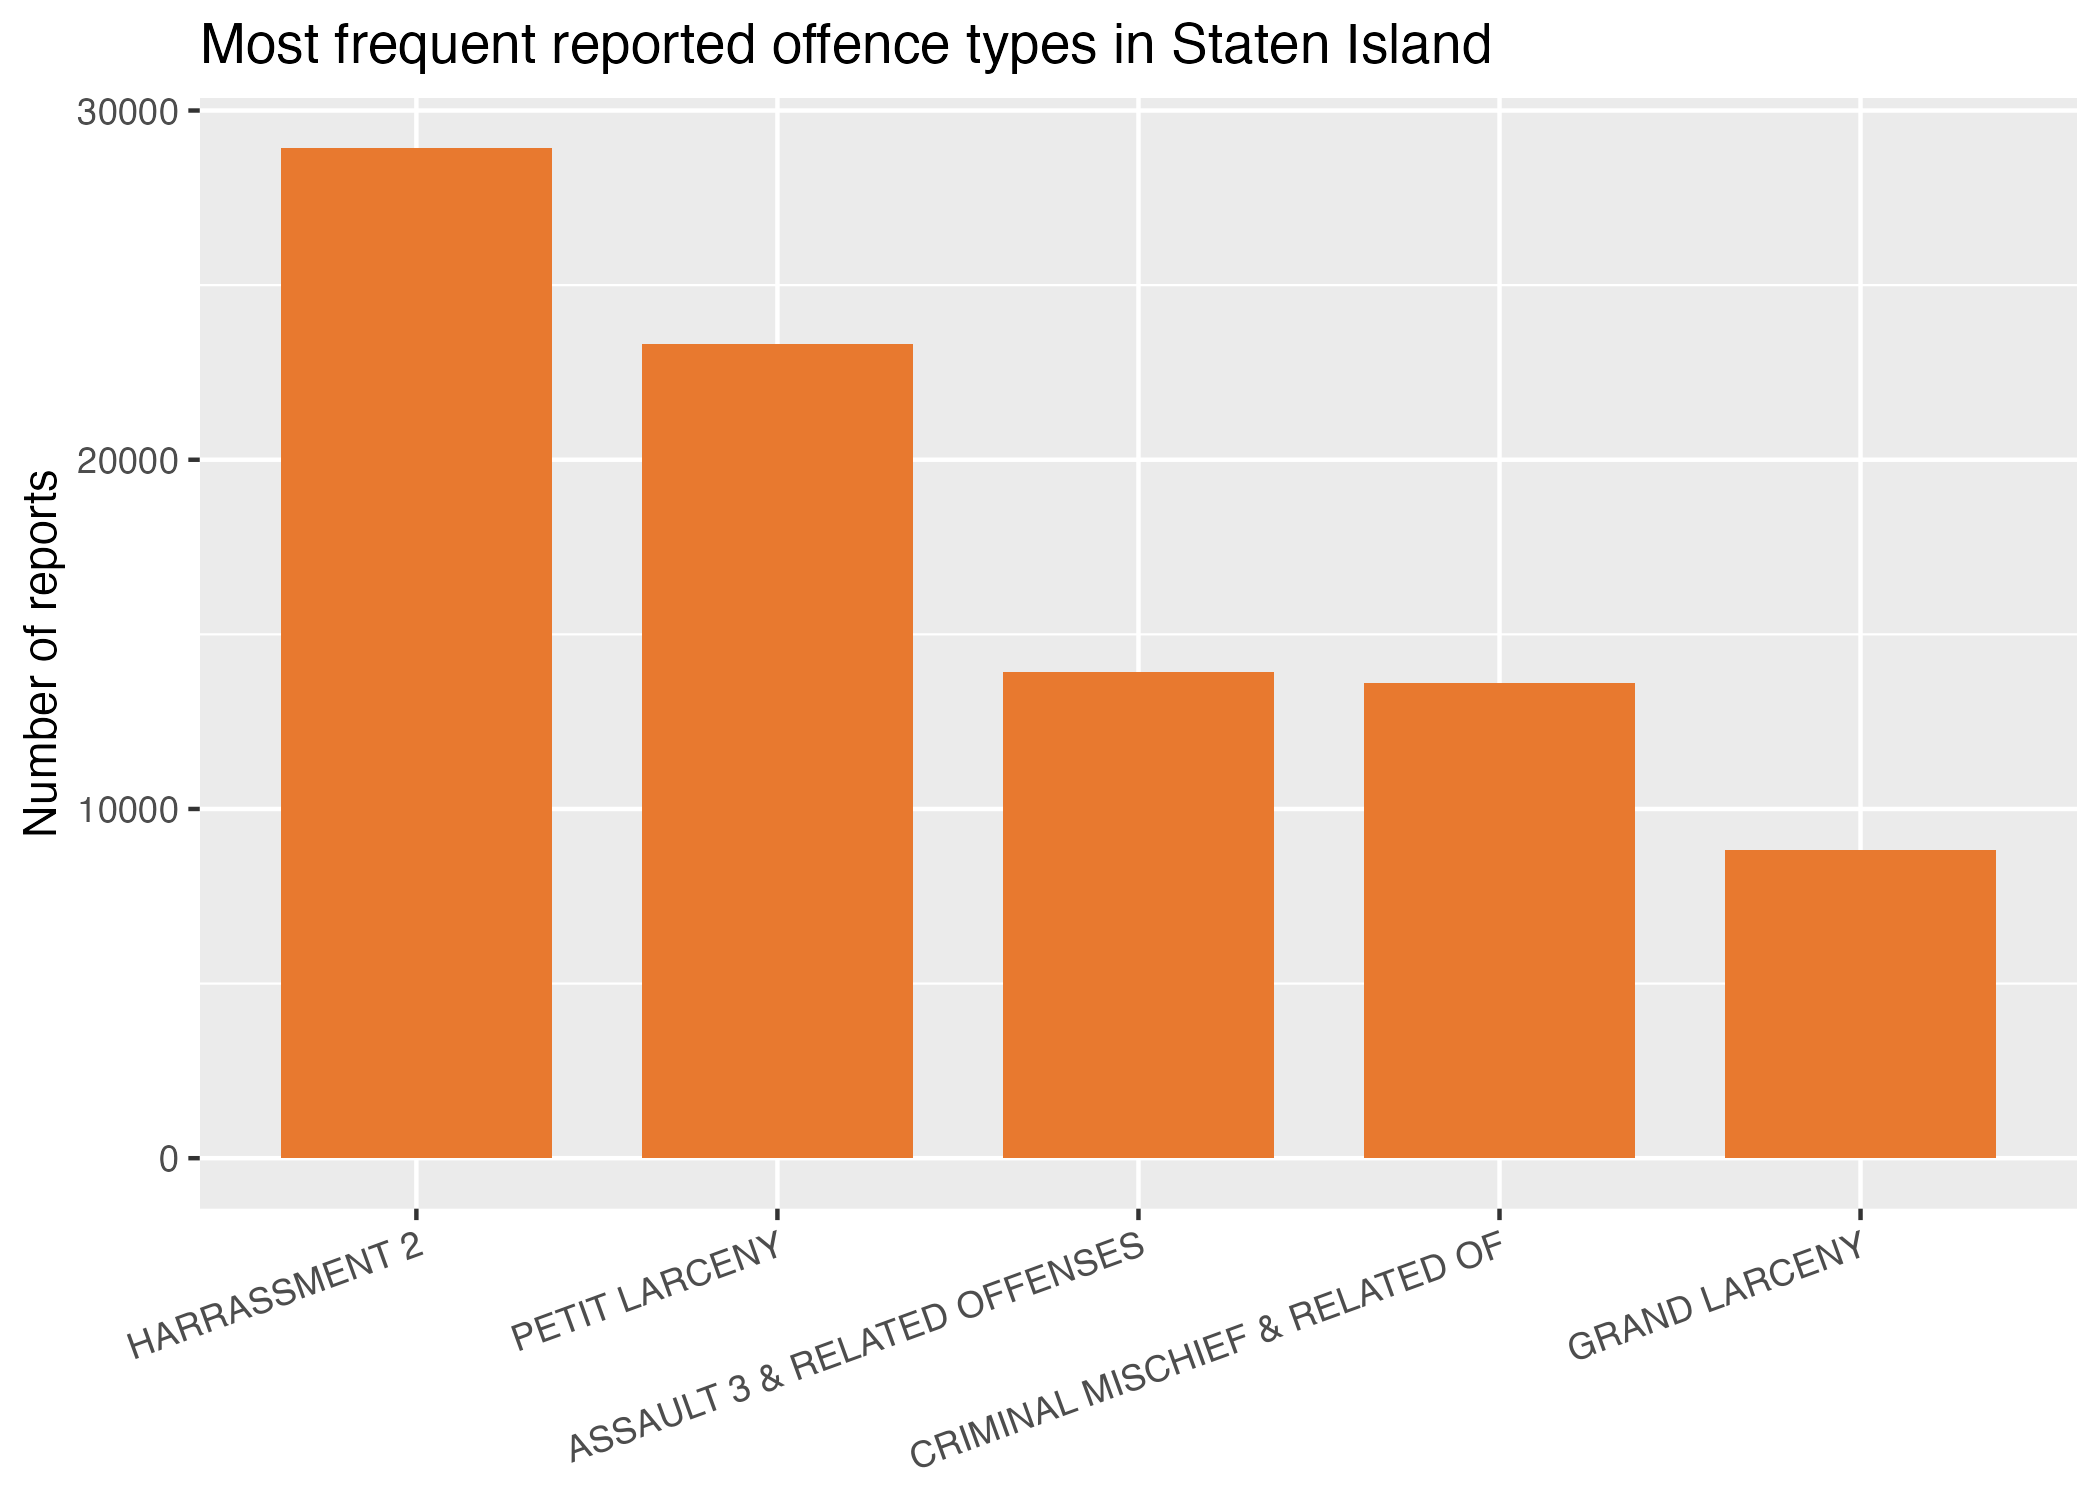 Most frequent reported offence types in Staten Island
Number of reports
30000
20000
10000
0
HARRASSMENT 2
PETIT LARCENY
ASSAULT 3 & RELATED OFFENSES
CRIMINAL MISCHIEF & RELATED OF
GRAND LARCENY